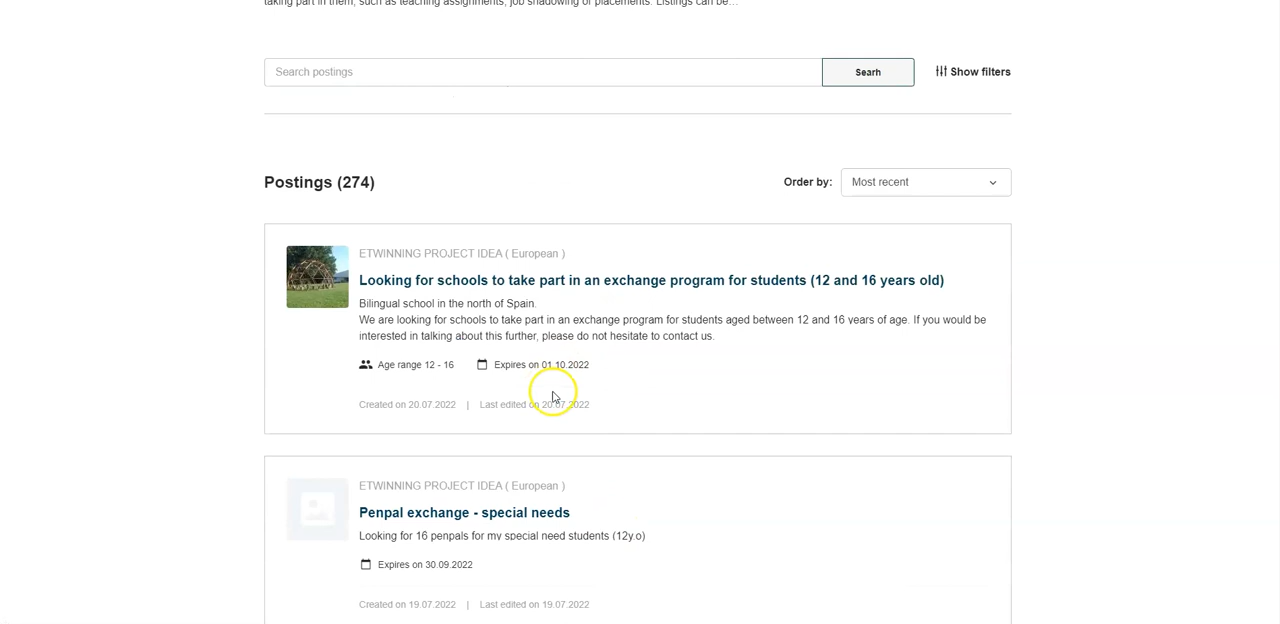 taking part in them, such as teaching assignments, job shadowing or placements. Listings can be…
Search postings
Searh
Show filters
Postings (274)
Order by:
Most recent
ETWINNING PROJECT IDEA ( European )
Looking for schools to take part in an exchange program for students (12 and 16 years old)
Bilingual school in the north of Spain.
We are looking for schools to take part in an exchange program for students aged between 12 and 16 years of age. If you would be
interested in talking about this further, please do not hesitate to contact us.
Age range 12 - 16
Expires on 01.10.2022
Created on 20.07.2022 | Last edited on 20.07.2022
ETWINNING PROJECT IDEA ( European )
Penpal exchange - special needs
Looking for 16 penpals for my special need students (12y.o)
Expires on 30.09.2022
Created on 19.07.2022 | Last edited on 19.07.2022